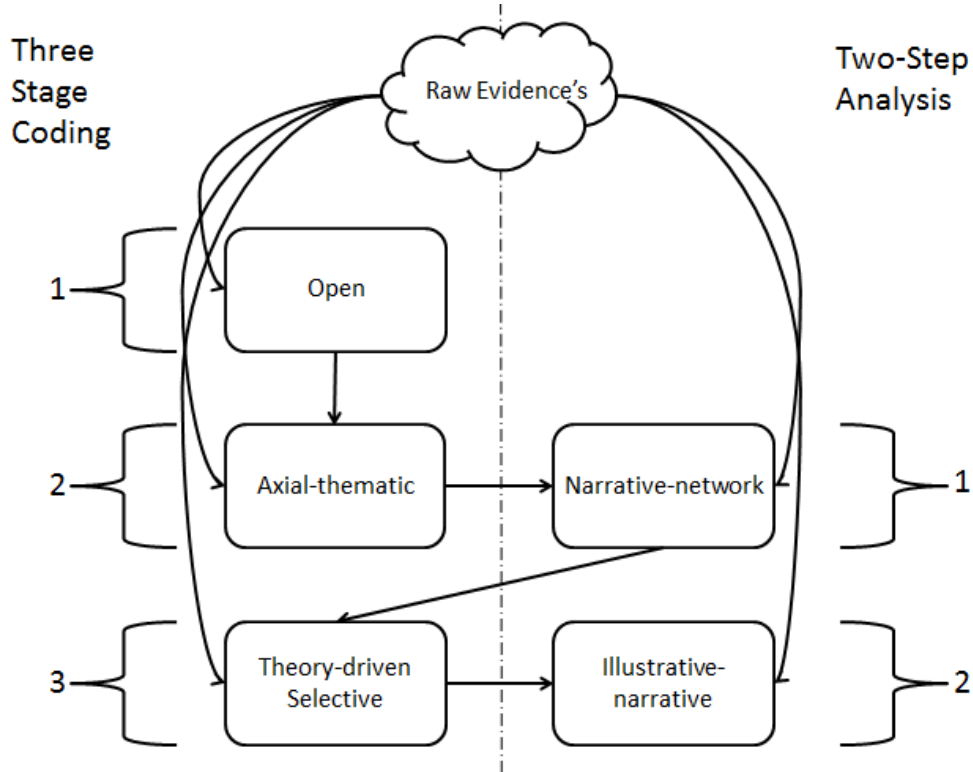 Three
Stage
Coding
Raw Evidence's
Two-Step
Analysis
1
Open
2
Axial-thematic
Narrative-network
1
3
Theory-driven
Selective
Illustrative-
narrative
2